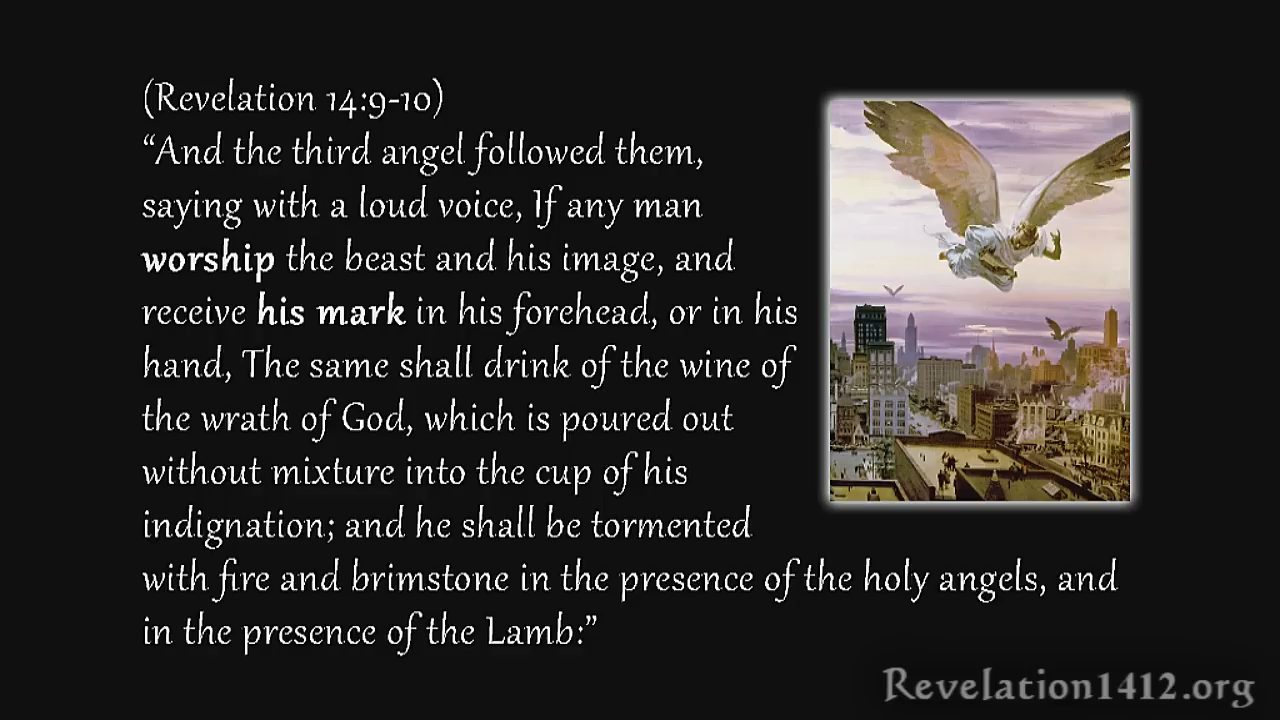 (Revelation 14:9-10)
“And the third angel followed them,
saying with a loud voice, If any man
worship the beast and his image, and
receive his mark in his forehead, or in his
hand, The same shall drink of the wine of
the wrath of God, which is poured out
without mixture into the cup of his
indignation; and he shall be tormented
with fire and brimstone in the presence of the holy angels, and
in the presence of the Lamb:”
Revelation1412.org